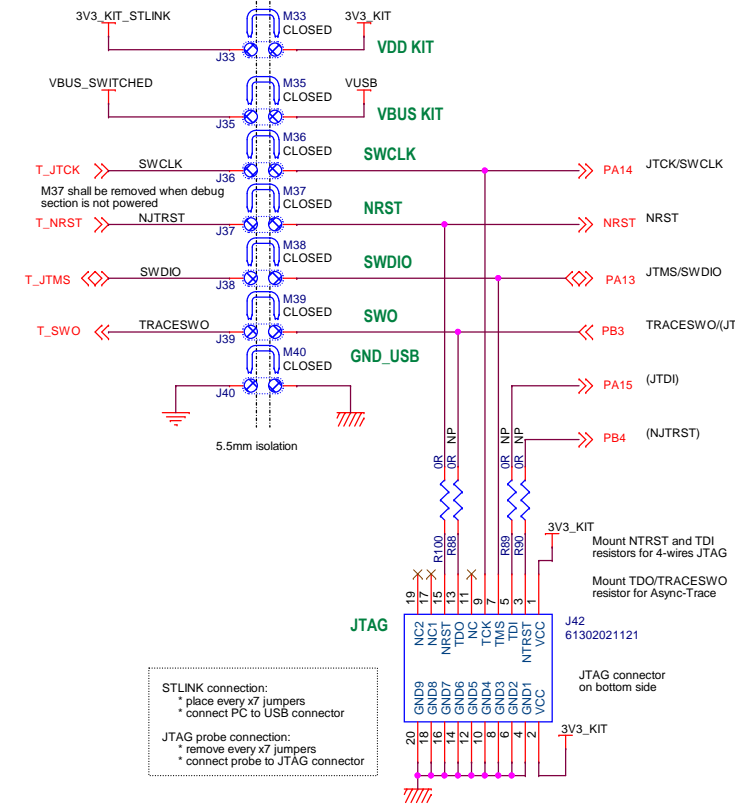 3V3_KIT_STLINK
M33
CLOSED
3V3_KIT
J33
VDD KIT
VBUS_SWITCHED
M35
CLOSED
VUSB
J35
VBUS KIT
M36
CLOSED
T_JTCK
SWCLK
J36
SWCLK
PA14
JTCK/SWCLK
M37 shall be removed when debug
section is not powered
M37
CLOSED
T_NRST
NJTRST
J37
NRST
NRST
NRST
M38
CLOSED
T_JTMS
SWDIO
J38
SWDIO
PA13
JTMS/SWDIO
M39
CLOSED
T_SWO
TRACESWO
J39
SWO
PB3
TRACESWO/(JT
M40
CLOSED
J40
GND_USB
PA15
(JTDI)
5.5mm isolation
PB4
(NJTRST)
0R
0R NP
0R NP
0R NP
R100
R88
R89
R90
3V3_KIT
Mount NTRST and TDI
resistors for 4-wires JTAG
Mount TDO/TRACESWO
resistor for Async-Trace
19
17
15
13
11
9
7
5
3
1
JTAG
NC2
NC1
NRST
TDO
NC
TCK
TMS
TDI
NTRST
VCC
J42
61302021121
GND9
GND8
GND7
GND6
GND5
GND4
GND3
GND2
GND1
VCC
20
18
16
14
12
10
8
6
4
2
3V3_KIT
JTAG connector
on bottom side
STLINK connection:
* place every x7 jumpers
* connect PC to USB connector
JTAG probe connection:
* remove every x7 jumpers
* connect probe to JTAG connector